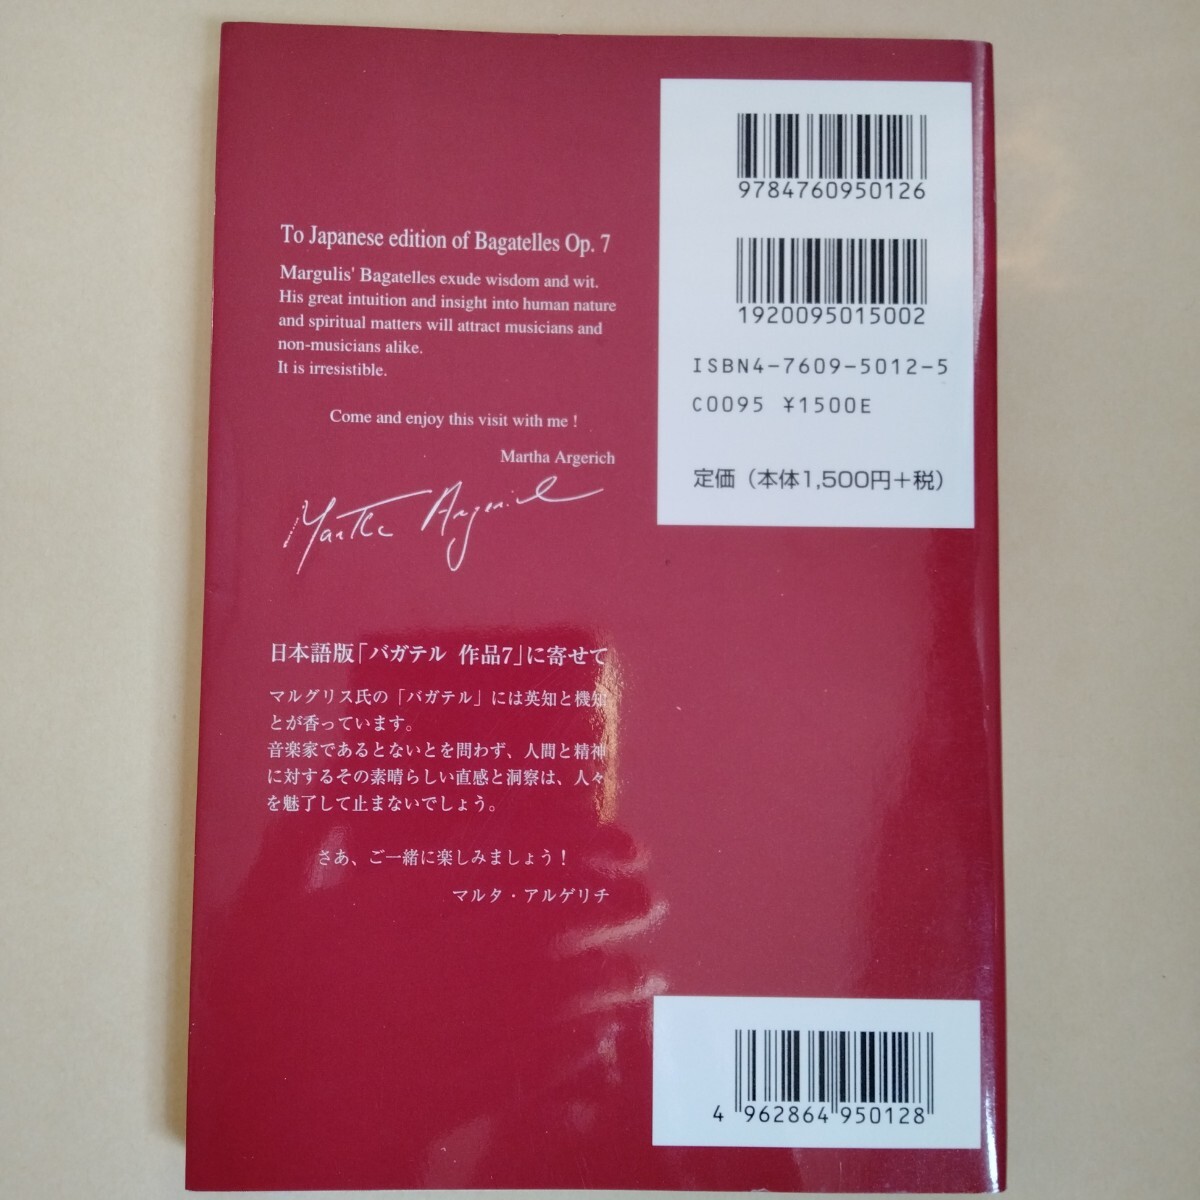 9784760950126
1920095015002
ISBN4-7609-5012-5
C0095 ¥1500E
定価（本体1,500円＋税）
To Japanese edition of Bagatelles Op. 7
Margulis' Bagatelles exude wisdom and wit.
His great intuition and insight into human nature
and spiritual matters will attract musicians and
non-musicians alike.
It is irresistible.
Come and enjoy this visit with me !
Martha Argerich
Martha Argerich
日本語版「バガテル 作品7」に寄せて
マルグリス氏の「バガテル」には英知と機知
とが香っています。
音楽家であるとないとを問わず、人間と精神
に対するその素晴らしい直感と洞察は、人々
を魅了して止まないでしょう。
さあ、ご一緒に楽しみましょう！
マルタ・アルゲリチ
4 962864 950128